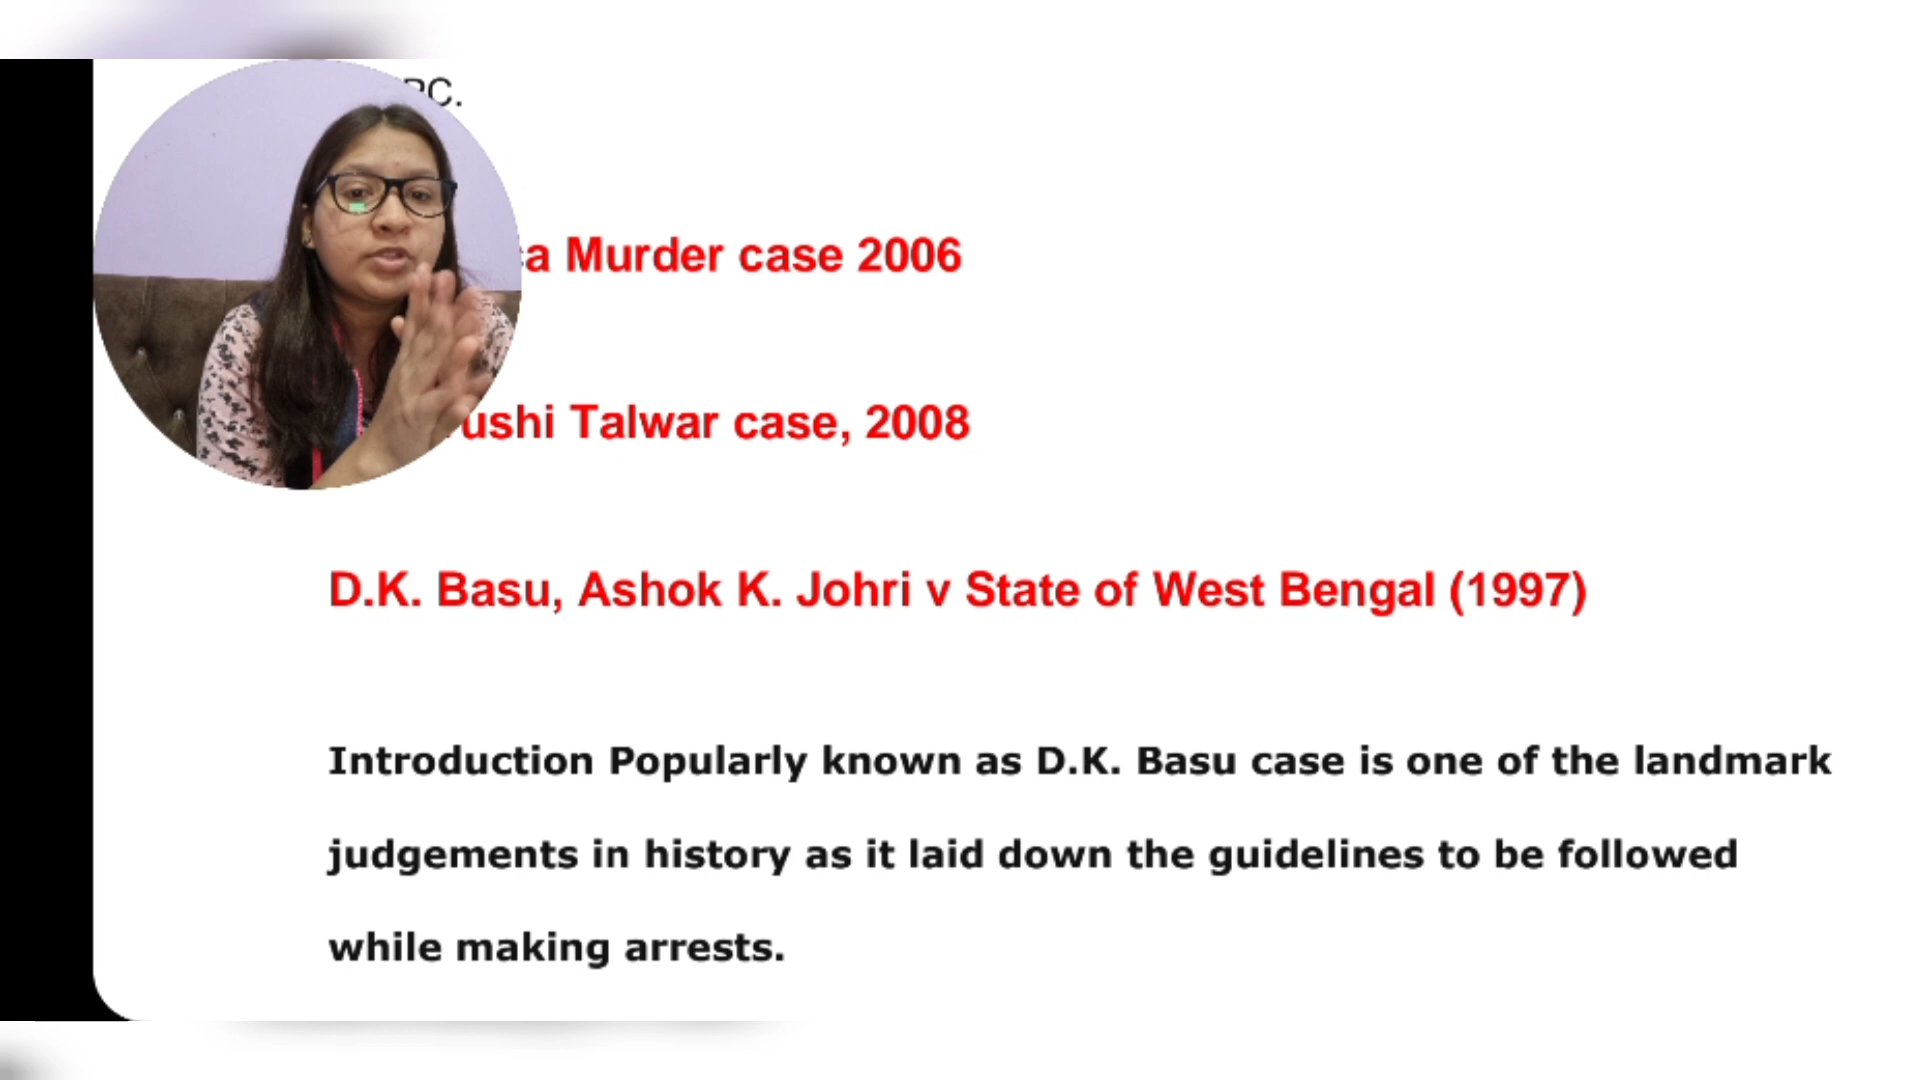 Murder case 2006
Talwar case, 2008
D.K. Basu, Ashok K. Johri v State of West Bengal (1997)
Introduction Popularly known as D.K. Basu case is one of the landmark
judgements in history as it laid down the guidelines to be followed
while making arrests.